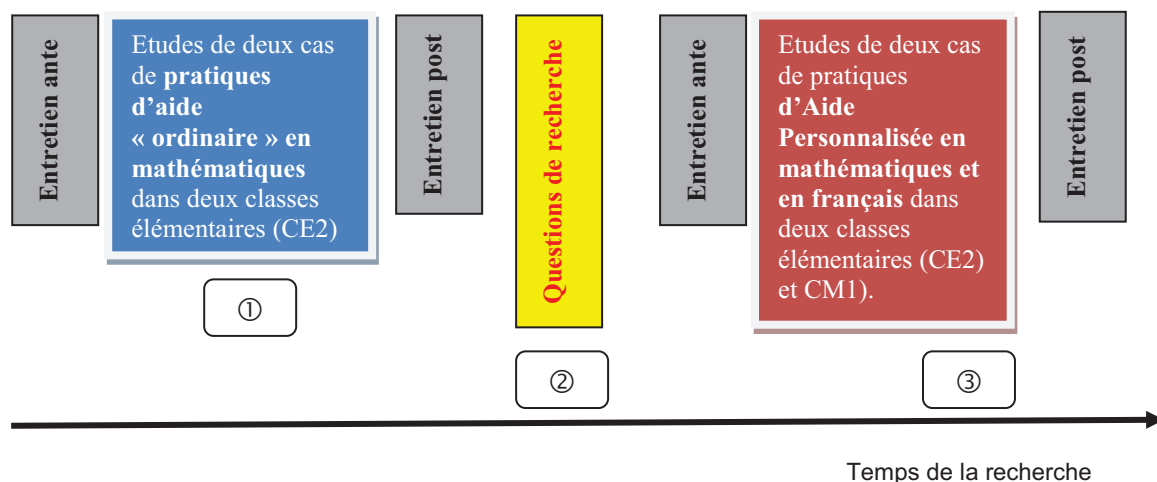 Entretien ante
Etudes de deux cas
de pratiques
d'aide
« ordinaire » en
mathématiques
dans deux classes
élémentaires (CE2)
Entretien post
Questions de recherche
Entretien ante
Etudes de deux cas
de pratiques
d'Aide
Personnalisée en
mathématiques et
en français dans
deux classes
élémentaires (CE2)
et CM1).
Entretien post
①
②
③
Temps de la recherche